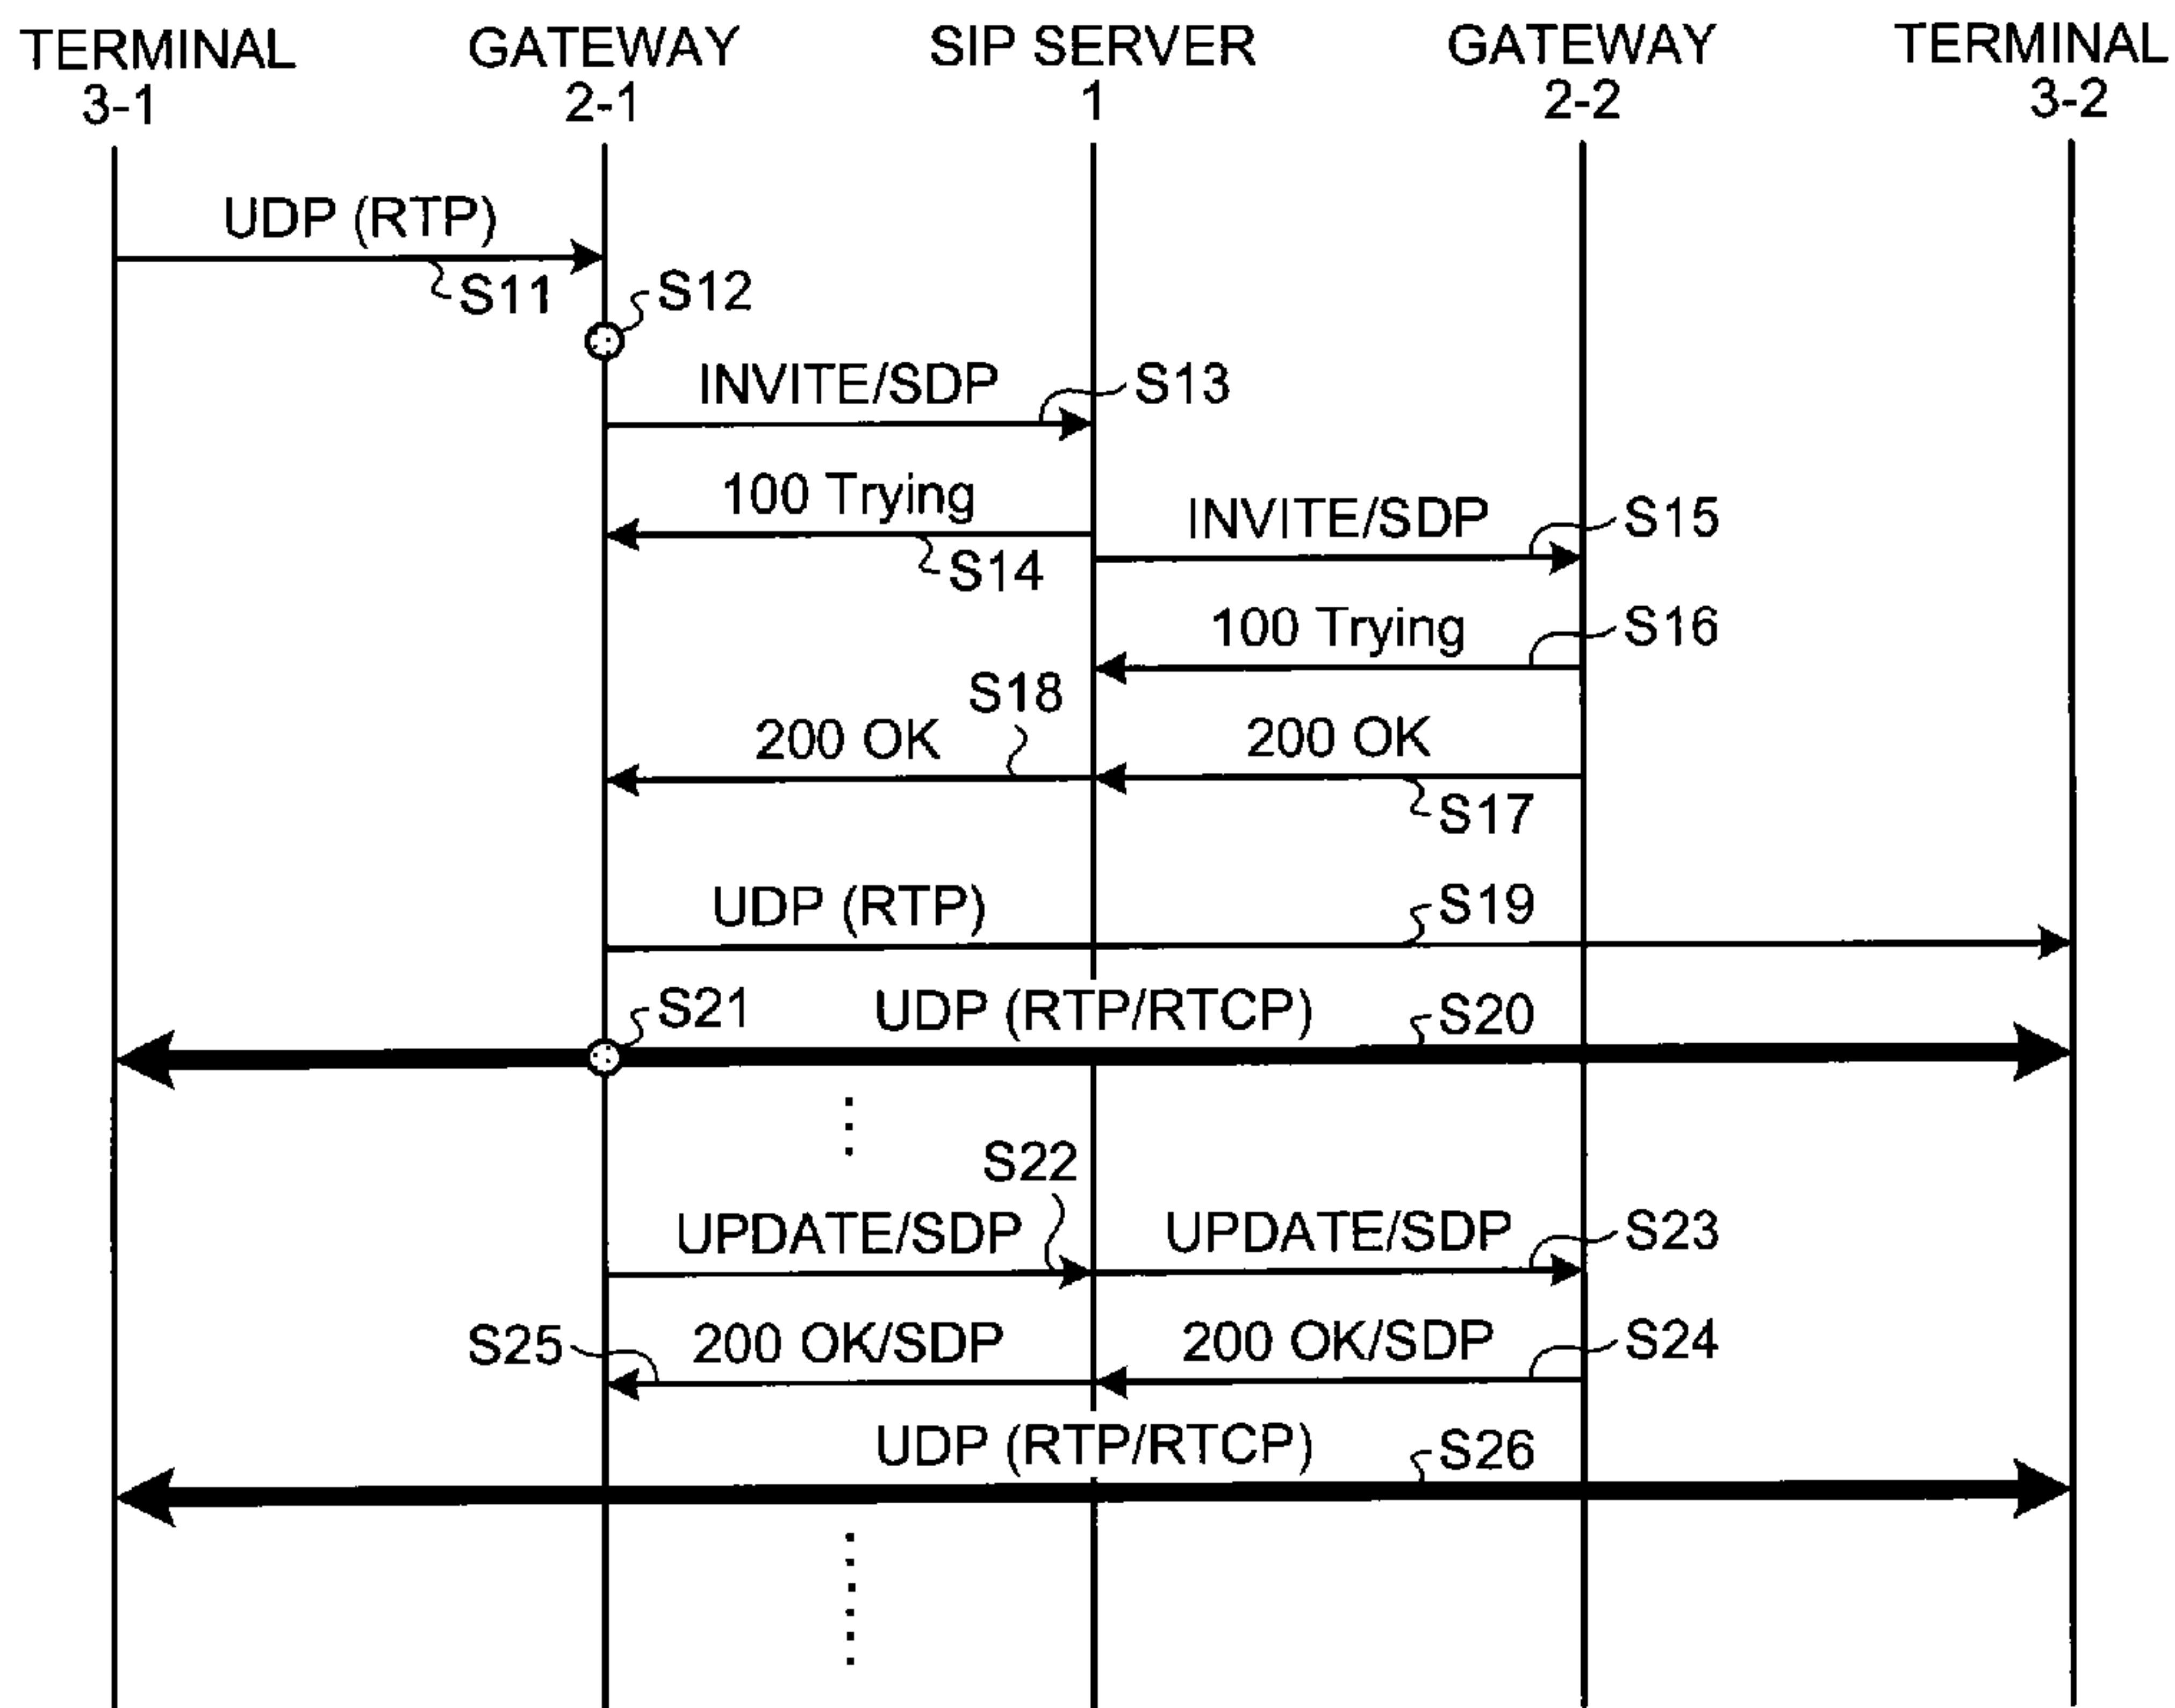 TERMINAL
3-1
GATEWAY
2-1
SIP SERVER
1
GATEWAY
2-2
TERMINAL
3-2
UDP (RTP)
S11
S12
INVITE/SDP
S13
100 Trying
S14
INVITE/SDP
S15
100 Trying
S16
S18
200 OK
200 OK
S17
UDP (RTP)
S19
S21
UDP (RTP/RTCP)
S20
S22
UPDATE/SDP
UPDATE/SDP
S23
S25
200 OK/SDP
200 OK/SDP
S24
UDP (RTP/RTCP)
S26